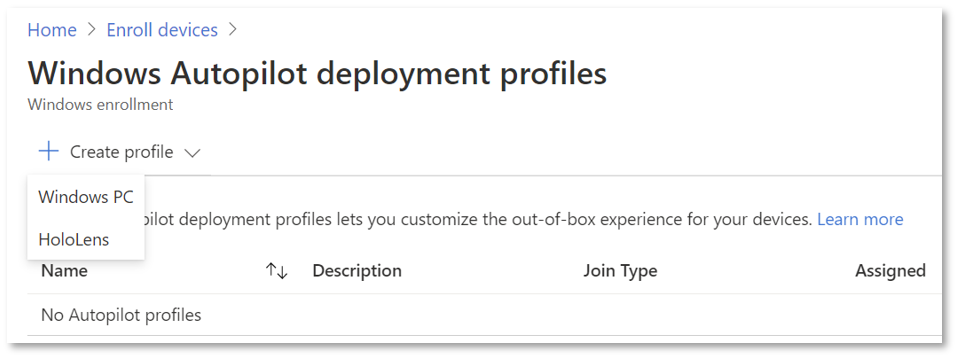 Home > Enroll devices >
Windows Autopilot deployment profiles
Windows enrollment
+ Create profile
Windows PC
pilot deployment profiles lets you customize the out-of-box experience for your devices. Learn more
HoloLens
Name ↑↓ Description Join Type Assigned
No Autopilot profiles